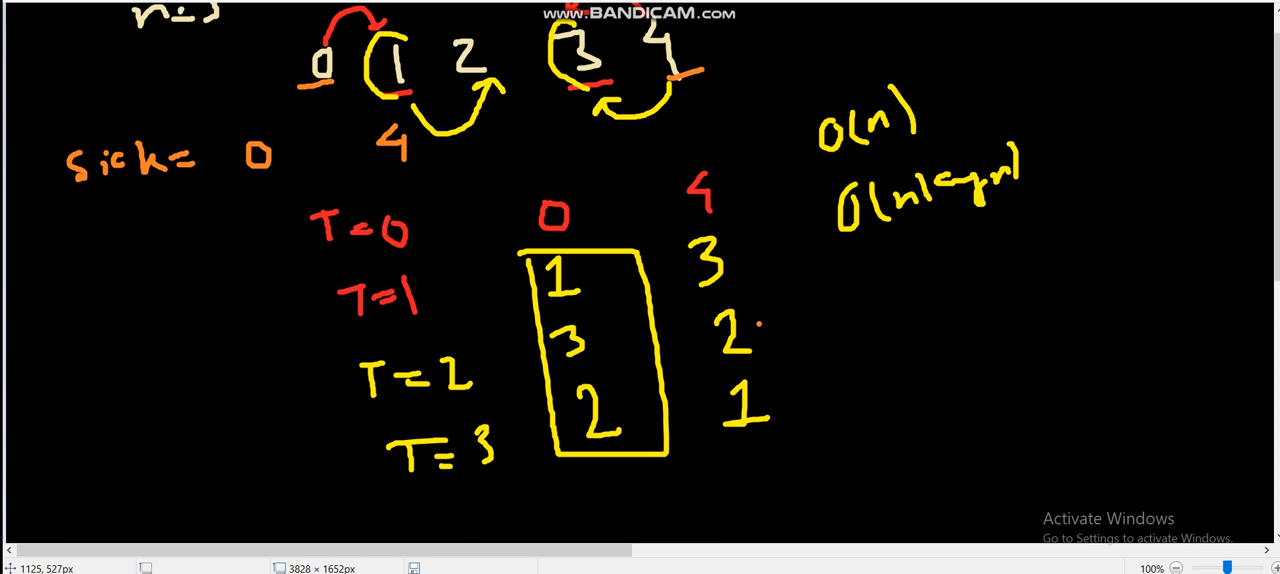 WWW.BANDICAM.COM
n=5
0 1 2 3 4
4
sick= 0
O(n)
T=0 0 4
T=1 1 3
3 2
T=2
2 1
T=3
Activate Windows
Go to Settings to activate Windows.
1125, 527px
3828 × 1652px
100%